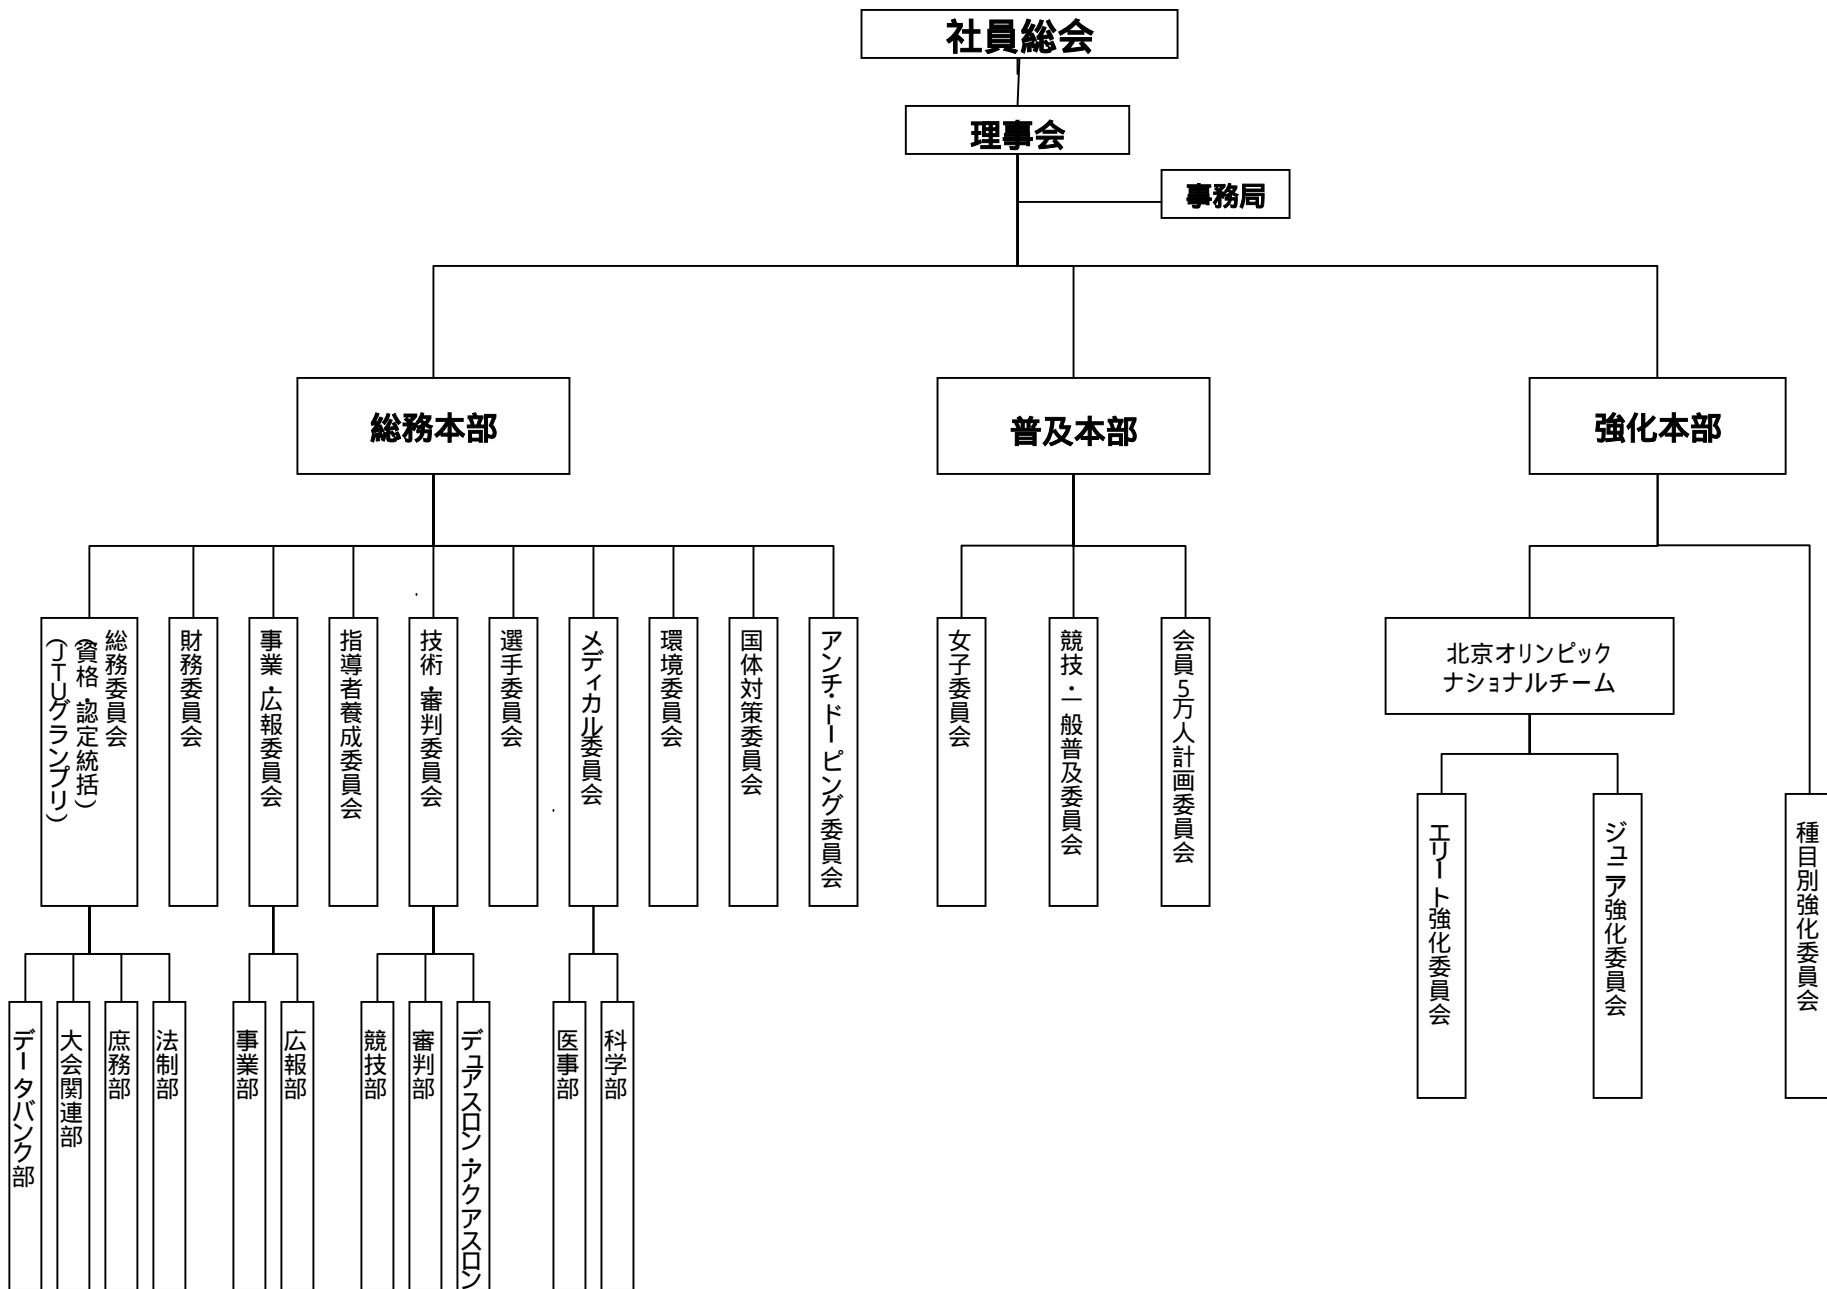 社員総会
理事会
事務局
総務本部
普及本部
強化本部
総務委員会
(資格・認定統括)
(JTUグランプリ)
財務委員会
事業・広報委員会
指導者養成委員会
技術・審判委員会
選手委員会
メディカル委員会
環境委員会
国体対策委員会
アンチ・ドーピング委員会
女子委員会
競技・一般普及委員会
会員5万人計画委員会
北京オリンピック
ナショナルチーム
エリート強化委員会
ジュニア強化委員会
種目別強化委員会
データバンク部
大会関連部
庶務部
法制部
事業部
広報部
競技部
審判部
デュアスロン・アクアスロン
医事部
科学部